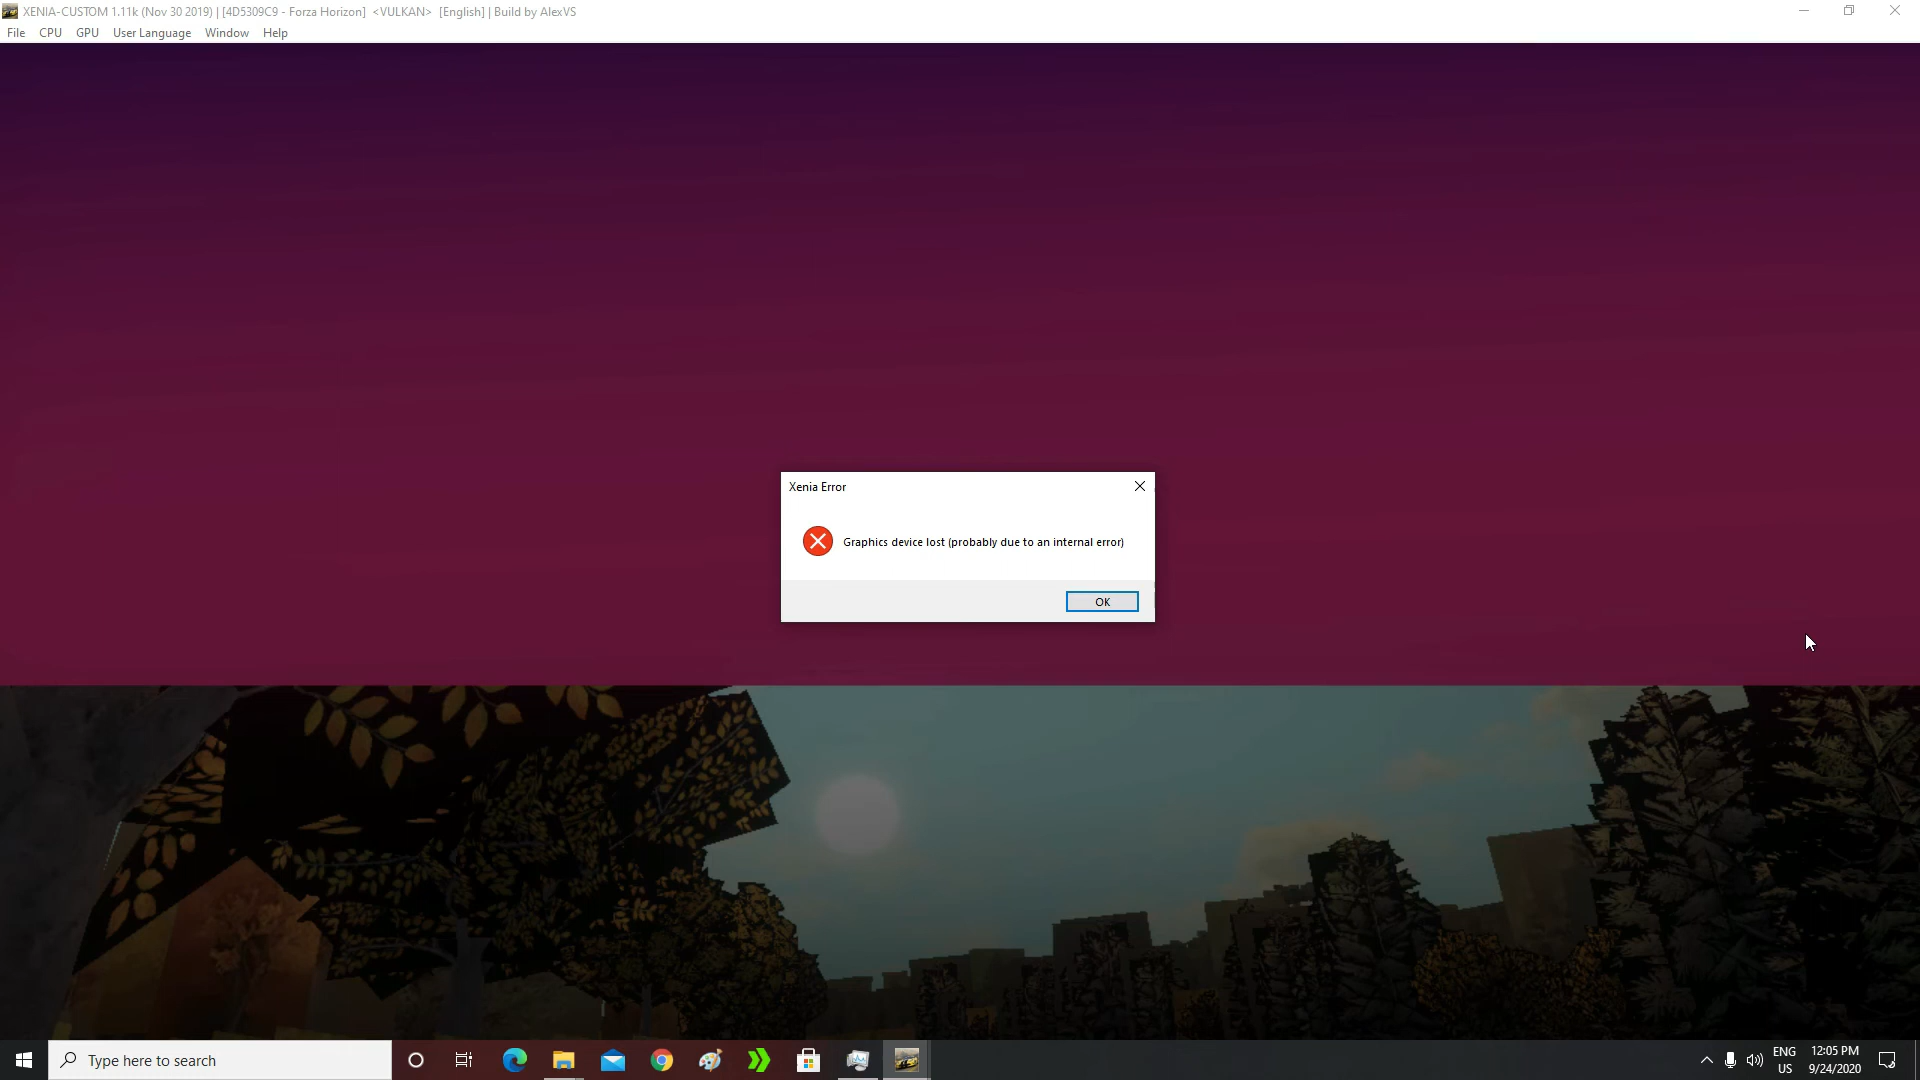 XENIA-CUSTOM 1.11k (Nov 30 2019) | [4D5309C9 - Forza Horizon] <VULKAN> [English] | Build by AlexVS
File CPU GPU User Language Window Help
Xenia Error
Graphics device lost (probably due to an internal error)
OK
Type here to search
ENG
US
12:05 PM
9/24/2020